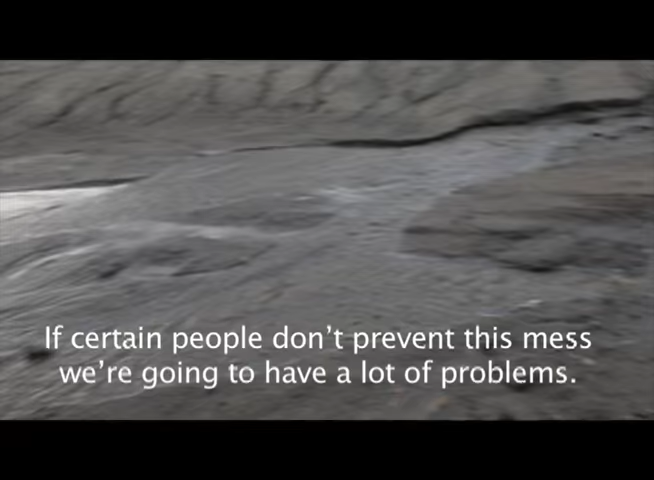 If certain people don't prevent this mess
we're going to have a lot of problems.